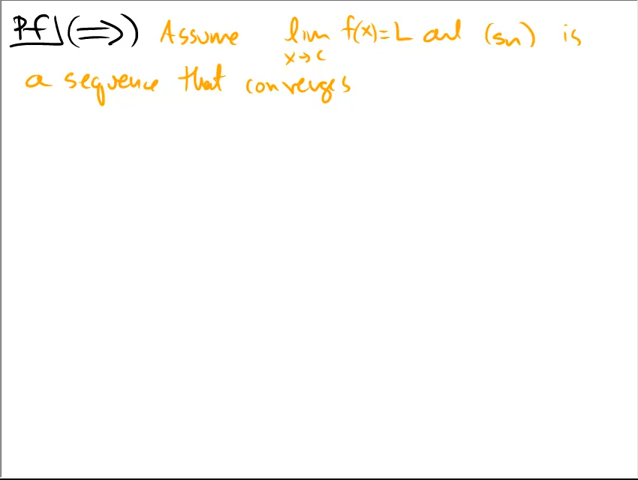 Pf (⟹) Assume lim f(x)=L and (sn) is
x→c
a sequence that converges